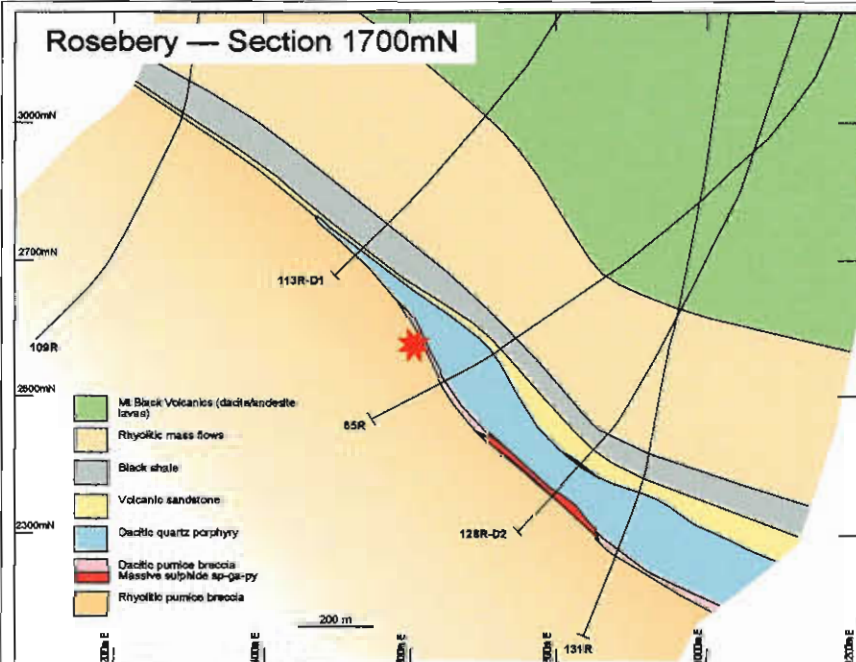 Rosebery — Section 1700mN
3000mN
2700mN
113R-D1
109R
2500mN
85R
Mt Black Volcanics (dacite/andesite
lavas)
Rhyolitic mass flows
Black shale
Volcanic sandstone
Dacitic quartz porphyry
2300mN
128R-D2
Dacitic pumice breccia
Massive sulphide sp-ga-py
Rhyolitic pumice breccia
200 m
131R